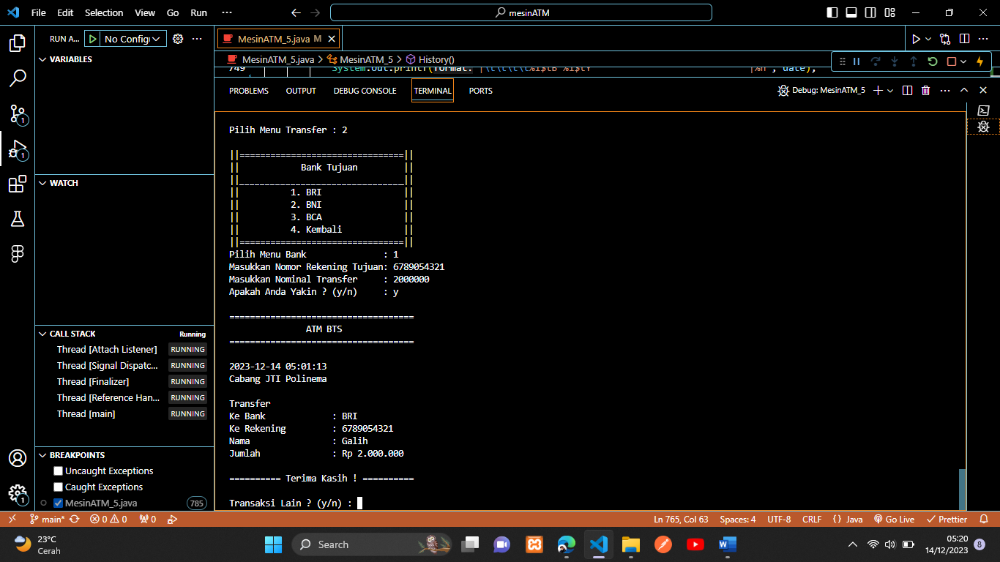 File Edit Selection View Go Run ··· mesinATM
RUN A... No Config
MesinATM_5.java M
MesinATM_5.java > MesinATM_5 > History()
VARIABLES
749 System.out.printf(format: "|\t\t\t\t%1$tB %1$tY |%n", date);
PROBLEMS OUTPUT DEBUG CONSOLE TERMINAL PORTS
Debug: MesinATM_5
WATCH
CALL STACK Running
Thread [Attach Listener] RUNNING
Thread [Signal Dispatc... RUNNING
Thread [Finalizer] RUNNING
Thread [Reference Han... RUNNING
Thread [main] RUNNING
BREAKPOINTS
Uncaught Exceptions
Caught Exceptions
MesinATM_5.java 785
Pilih Menu Transfer : 2
||================================||
|| Bank Tujuan ||
||________________________________||
|| 1. BRI ||
|| 2. BNI ||
|| 3. BCA ||
|| 4. Kembali ||
||================================||
Pilih Menu Bank : 1
Masukkan Nomor Rekening Tujuan: 6789054321
Masukkan Nominal Transfer : 2000000
Apakah Anda Yakin ? (y/n) : y
====================================
ATM BTS
====================================
2023-12-14 05:01:13
Cabang JTI Polinema
Transfer
Ke Bank : BRI
Ke Rekening : 6789054321
Nama : Galih
Jumlah : Rp 2.000.000
========== Terima Kasih ! ==========
Transaksi Lain ? (y/n) :
1
1
1
main* 0 0 0 Ln 765, Col 63 Spaces: 4 UTF-8 CRLF {} Java Go Live Prettier
23°C
Cerah
Search
05:20
14/12/2023
8